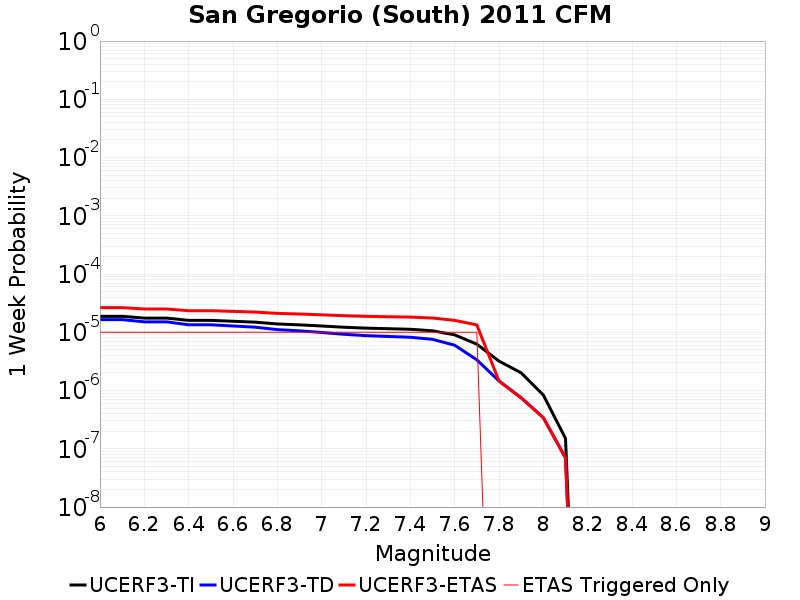 San Gregorio (South) 2011 CFM
1 Week Probability
10^0
10^-1
10^-2
10^-3
10^-4
10^-5
10^-6
10^-7
10^-8
6 6.2 6.4 6.6 6.8 7 7.2 7.4 7.6 7.8 8 8.2 8.4 8.6 8.8 9
Magnitude
UCERF3-TI UCERF3-TD UCERF3-ETAS ETAS Triggered Only